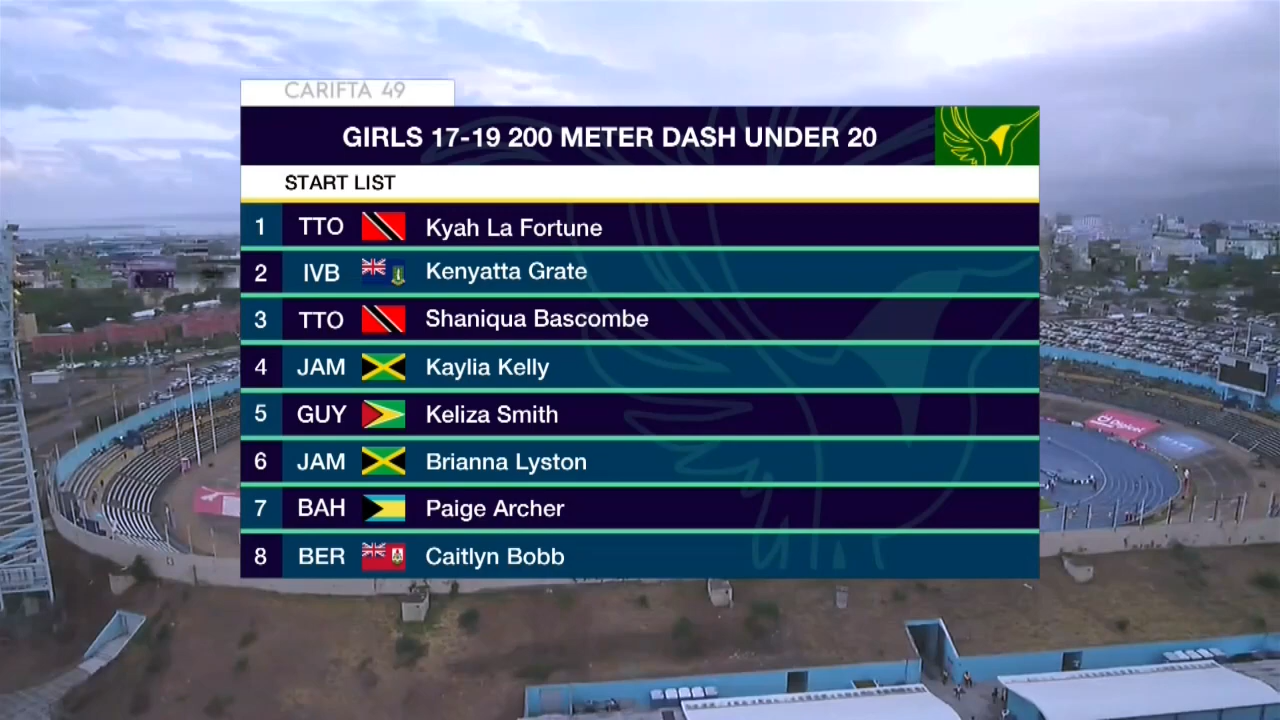 CARIFTA 49
GIRLS 17-19 200 METER DASH UNDER 20
START LIST
1 TTO Kyah La Fortune
2 IVB Kenyatta Grate
3 TTO Shaniqua Bascombe
4 JAM Kaylia Kelly
5 GUY Keliza Smith
6 JAM Brianna Lyston
7 BAH Paige Archer
8 BER Caitlyn Bobb
Digicel